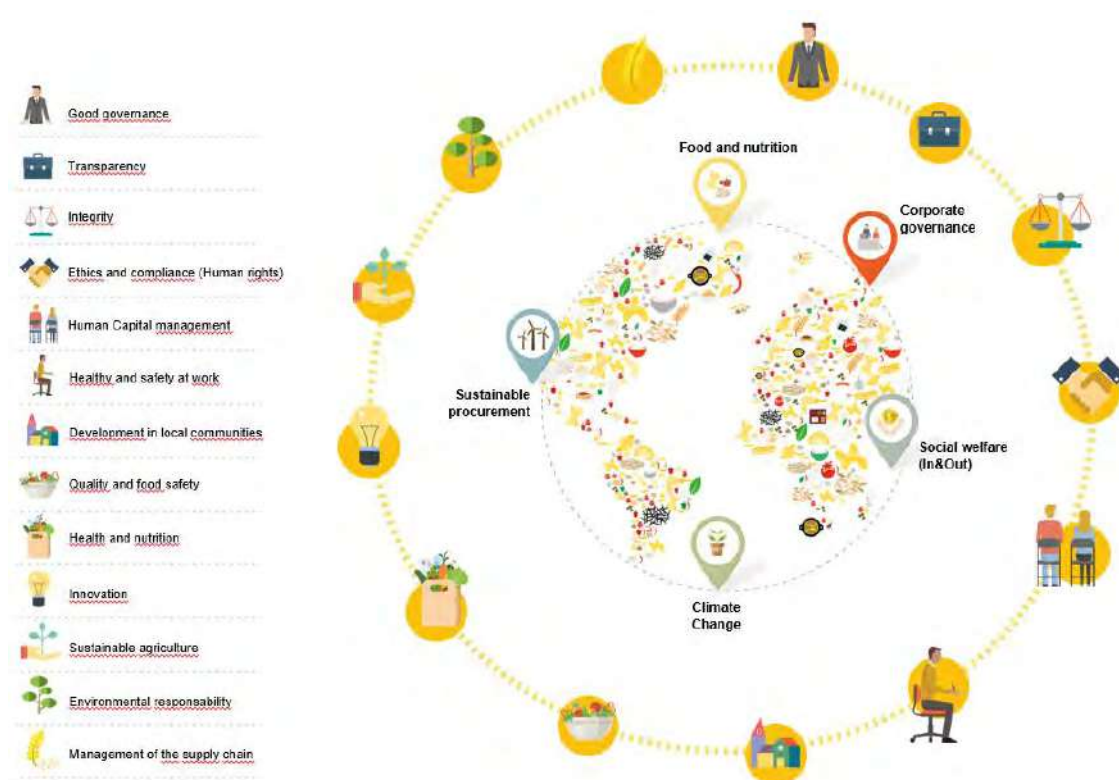 Good governance
Transparency
Integrity
Ethics and compliance (Human rights)
Human Capital management
Healthy and safety at work
Development in local communities
Quality and food safety
Health and nutrition
Innovation
Sustainable agriculture
Environmental responsability
Management of the supply chain
Food and nutrition
Corporate
governance
Sustainable
procurement
Social welfare
(In&Out)
Climate
Change